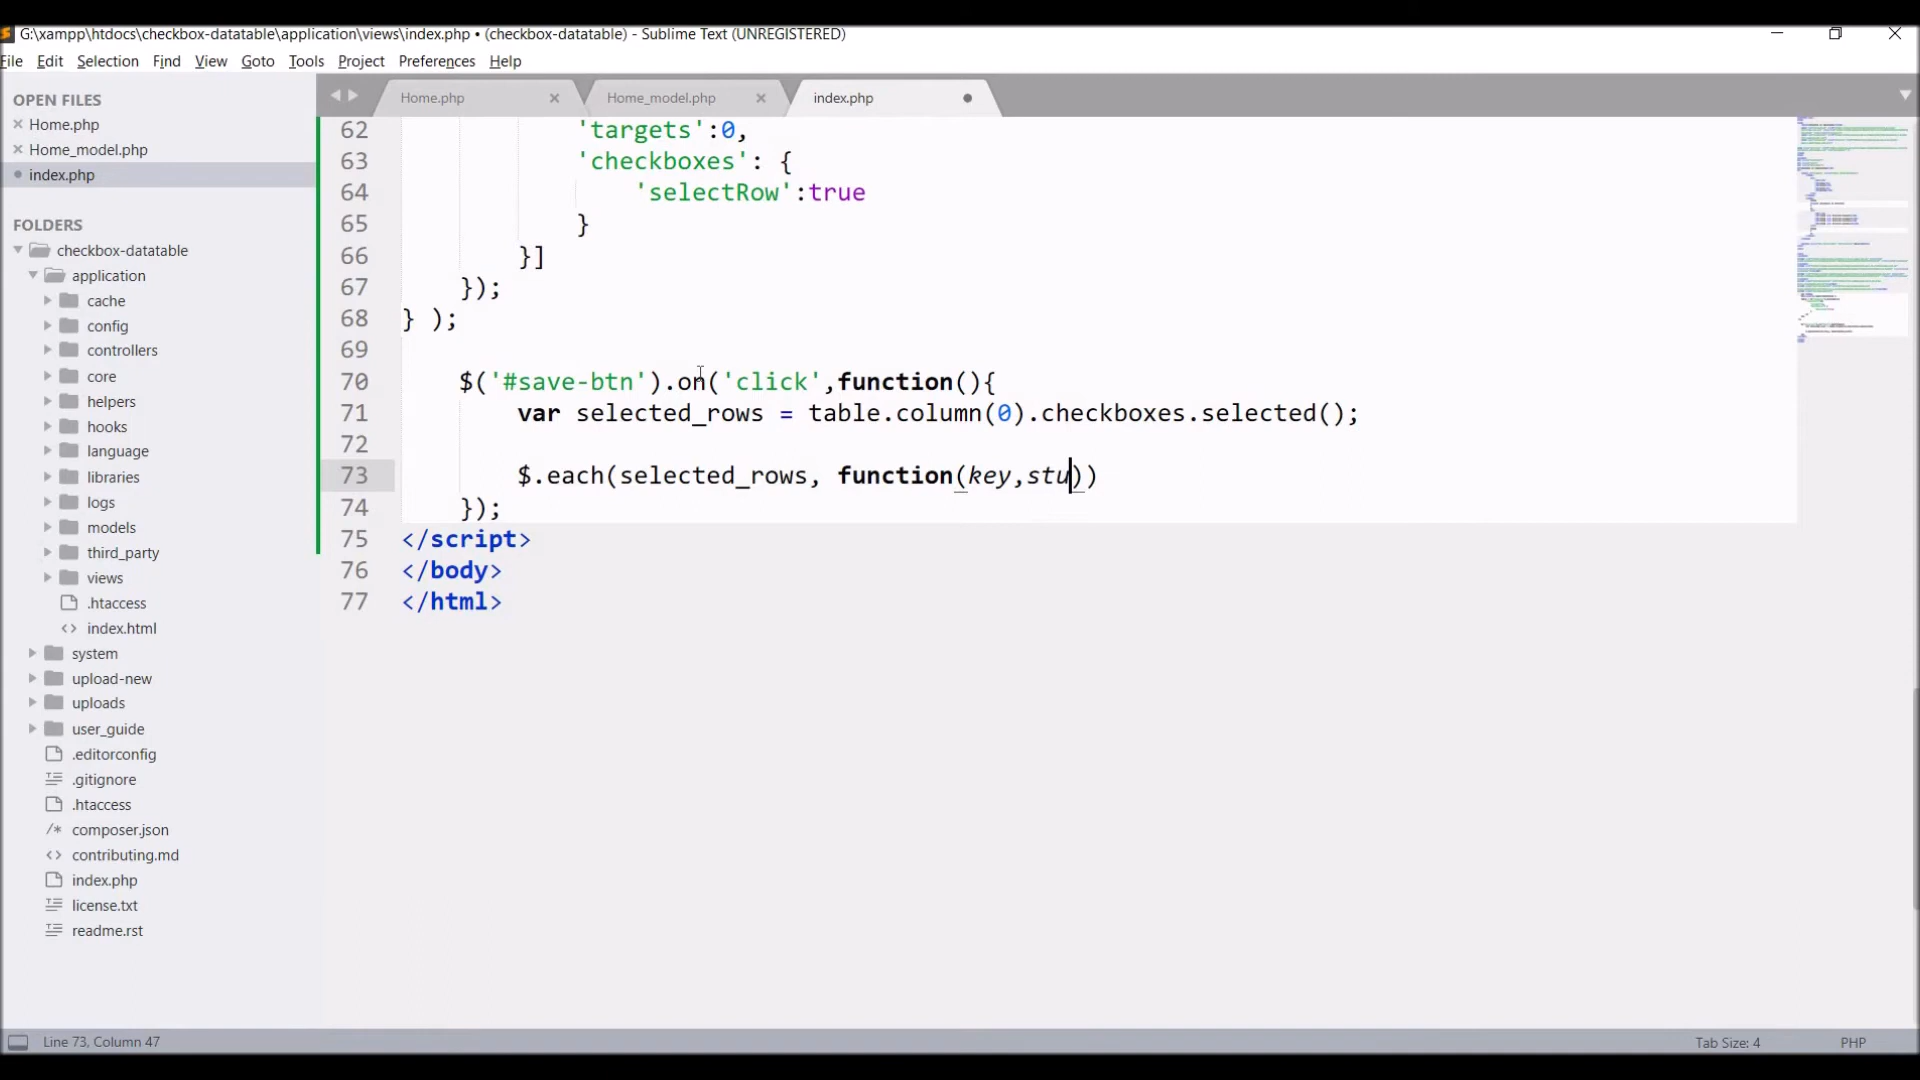 G:\xampp\htdocs\checkbox-datatable\application\views\index.php • (checkbox-datatable) - Sublime Text (UNREGISTERED)
File Edit Selection Find View Goto Tools Project Preferences Help
OPEN FILES
Home.php
Home_model.php
index.php
FOLDERS
checkbox-datatable
application
cache
config
controllers
core
helpers
hooks
language
libraries
logs
models
third_party
views
.htaccess
index.html
system
upload-new
uploads
user_guide
.editorconfig
.gitignore
.htaccess
composer.json
contributing.md
index.php
license.txt
readme.rst
Home.php Home_model.php index.php
62 'targets':0,
63 'checkboxes': {
64 'selectRow':true
65 }
66 }]
67 });
68 } );
69
70 $('#save-btn').on('click',function(){
71 var selected_rows = table.column(0).checkboxes.selected();
72
73 $.each(selected_rows, function(key,stu))
74 });
75 </script>
76 </body>
77 </html>
Line 73, Column 47 Tab Size: 4 PHP